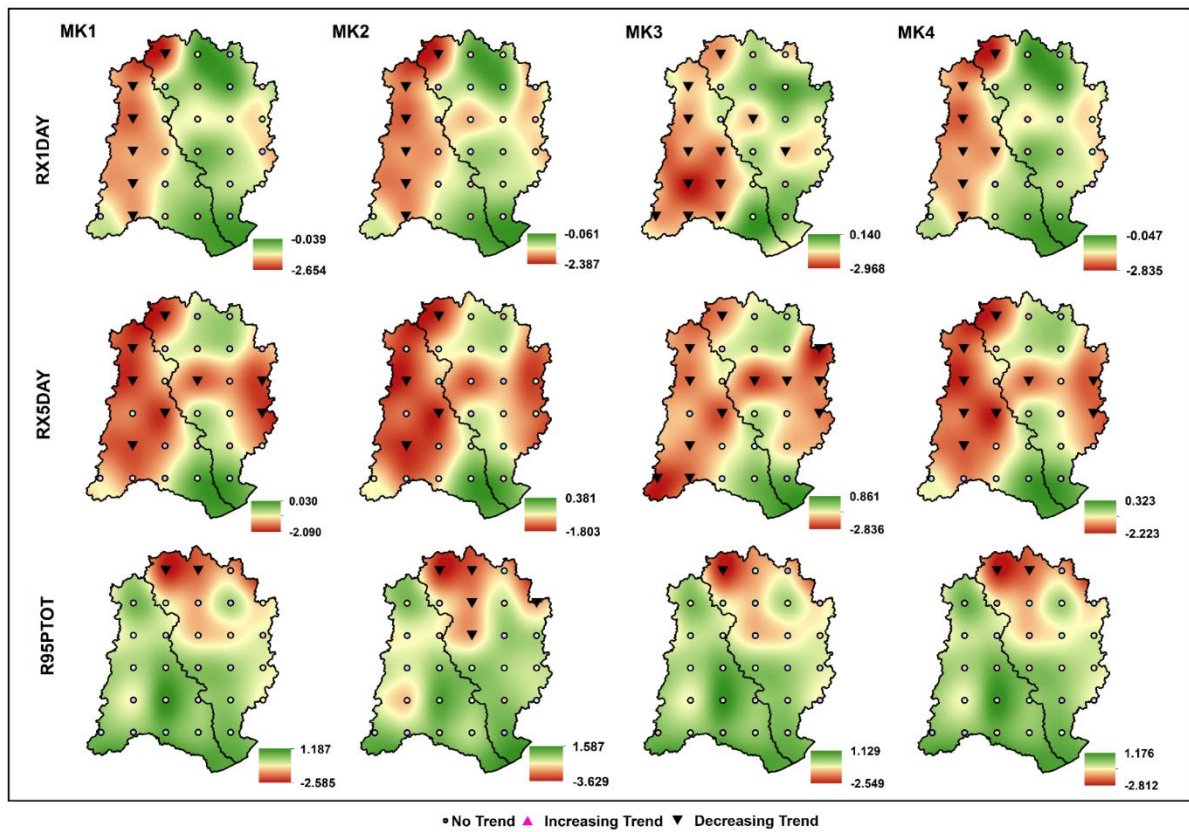 MK1 MK2 MK3 MK4
RX1DAY
-0.039 -0.061 0.140 -0.047
-2.654 -2.387 -2.968 -2.835
RX5DAY
0.030 0.381 0.861 0.323
-2.090 -1.803 -2.836 -2.223
R95PTOT
1.187 1.587 1.129 1.176
-2.585 -3.629 -2.549 -2.812
No Trend Increasing Trend Decreasing Trend